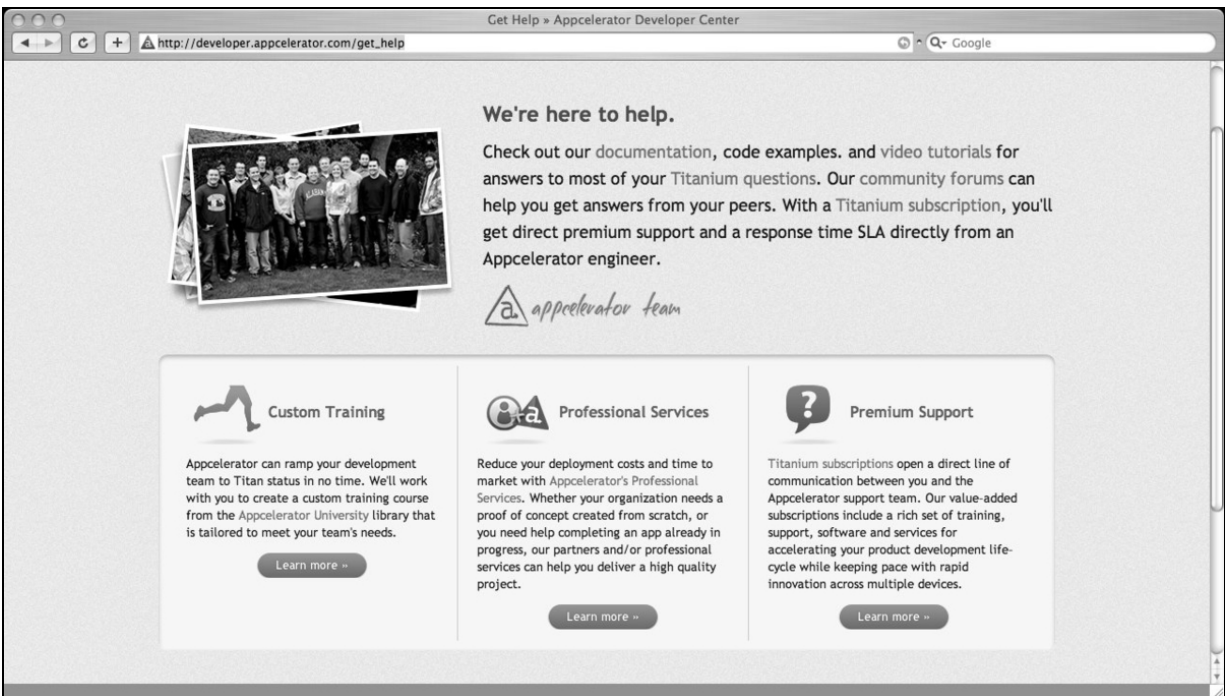 Get Help » Appcelerator Developer Center
http://developer.appcelerator.com/get_help
Google
We're here to help.
Check out our documentation, code examples. and video tutorials for
answers to most of your Titanium questions. Our community forums can
help you get answers from your peers. With a Titanium subscription, you'll
get direct premium support and a response time SLA directly from an
Appcelerator engineer.
a. appcelerator team
Custom Training
Appcelerator can ramp your development
team to Titan status in no time. We'll work
with you to create a custom training course
from the Appcelerator University library that
is tailored to meet your team's needs.
Learn more »
Professional Services
Reduce your deployment costs and time to
market with Appcelerator's Professional
Services. Whether your organization needs a
proof of concept created from scratch, or
you need help completing an app already in
progress, our partners and/or professional
services can help you deliver a high quality
project.
Learn more »
Premium Support
Titanium subscriptions open a direct line of
communication between you and the
Appcelerator support team. Our value-added
subscriptions include a rich set of training,
support, software and services for
accelerating your product development life-
cycle while keeping pace with rapid
innovation across multiple devices.
Learn more »